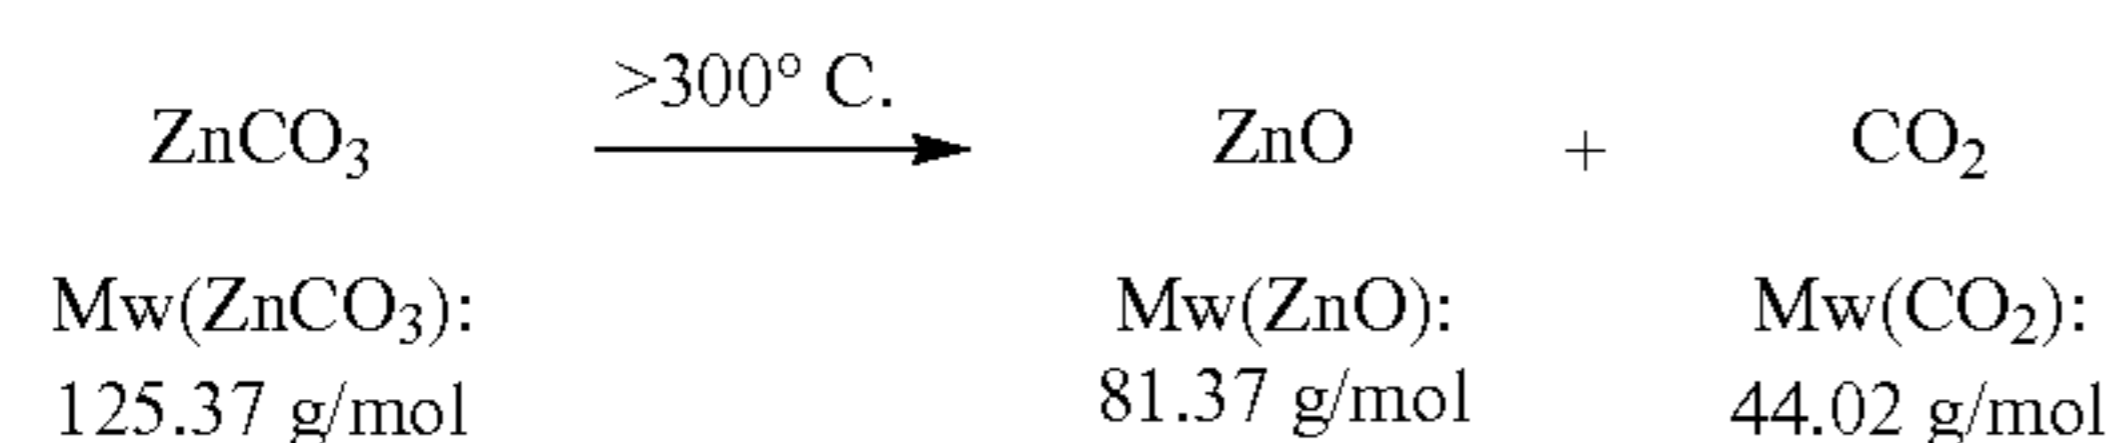 >300° C.
ZnCO₃ ZnO + CO₂
Mw(ZnCO₃): Mw(ZnO): Mw(CO₂):
125.37 g/mol 81.37 g/mol 44.02 g/mol